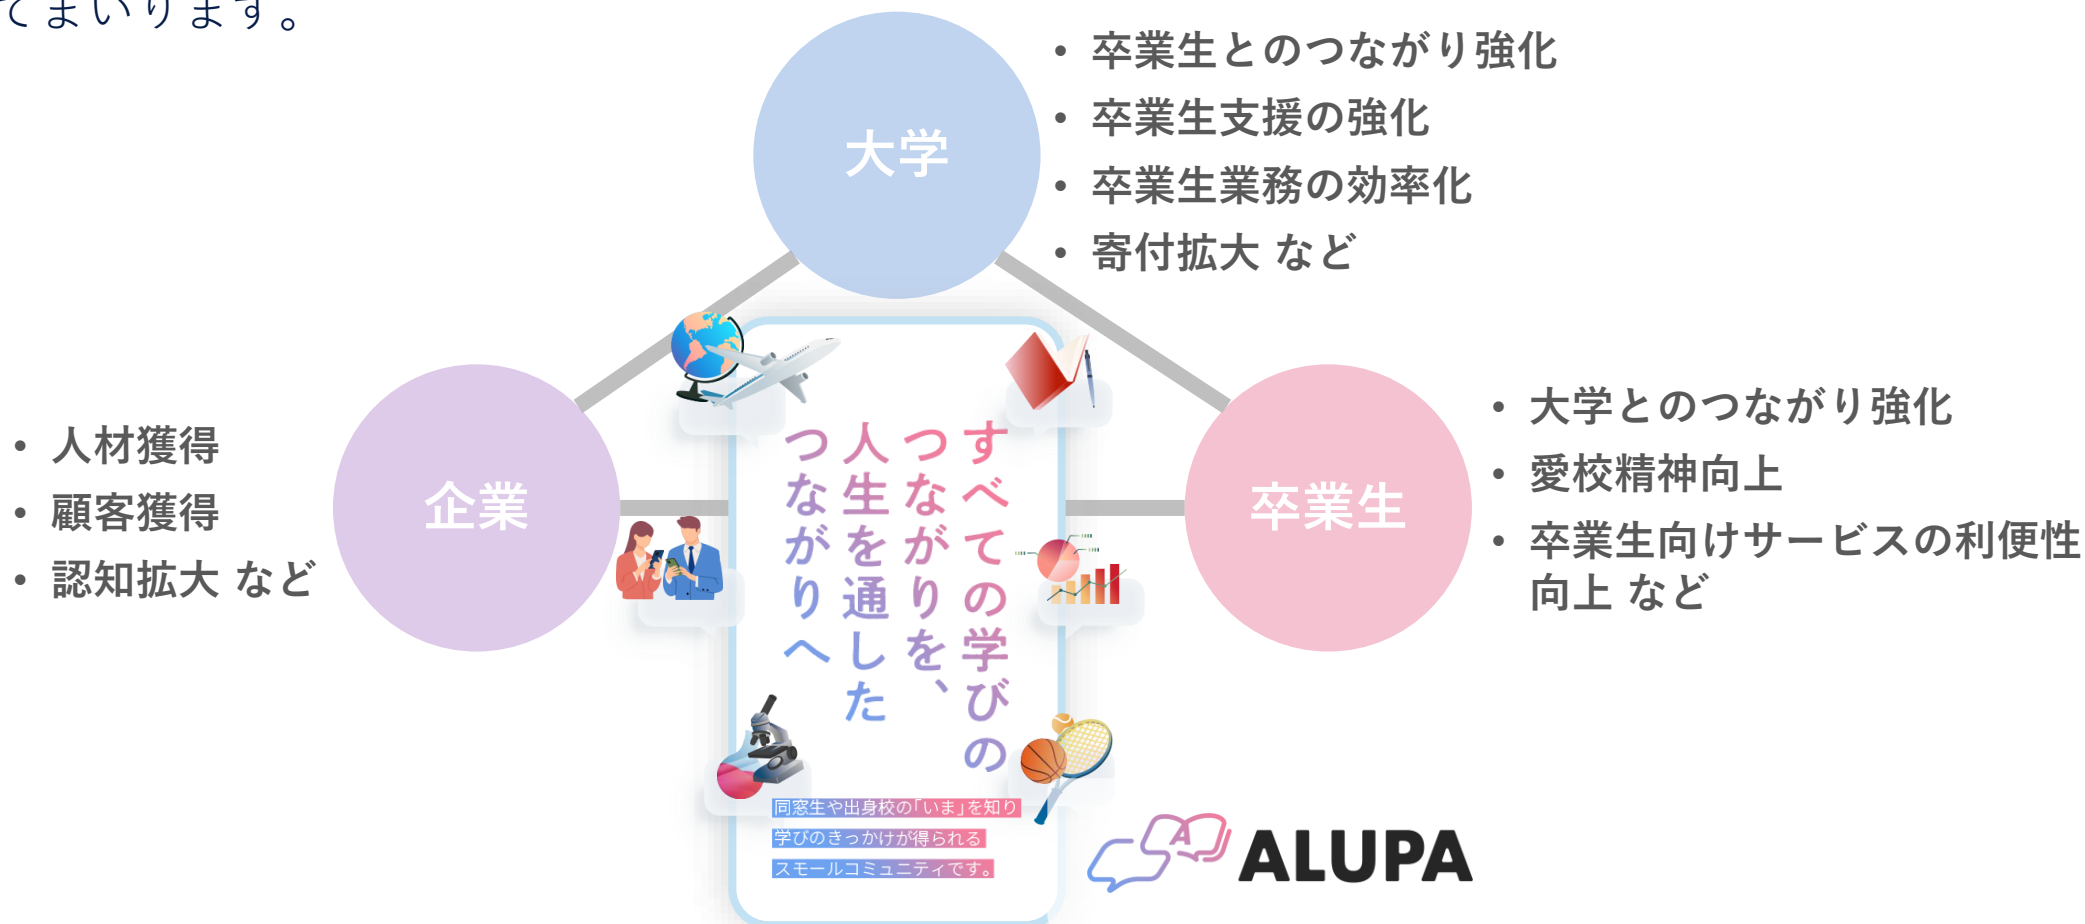 てまいります。
大学
• 卒業生とのつながり強化
• 卒業生支援の強化
• 卒業生業務の効率化
• 寄付拡大 など
企業
• 人材獲得
• 顧客獲得
• 認知拡大 など
卒業生
• 大学とのつながり強化
• 愛校精神向上
• 卒業生向けサービスの利便性
向上 など
すべての学びの
つながりを、
人生を通した
つながりへ
同窓生や出身校の「いま」を知り
学びのきっかけが得られる
スモールコミュニティです。
A
ALUPA